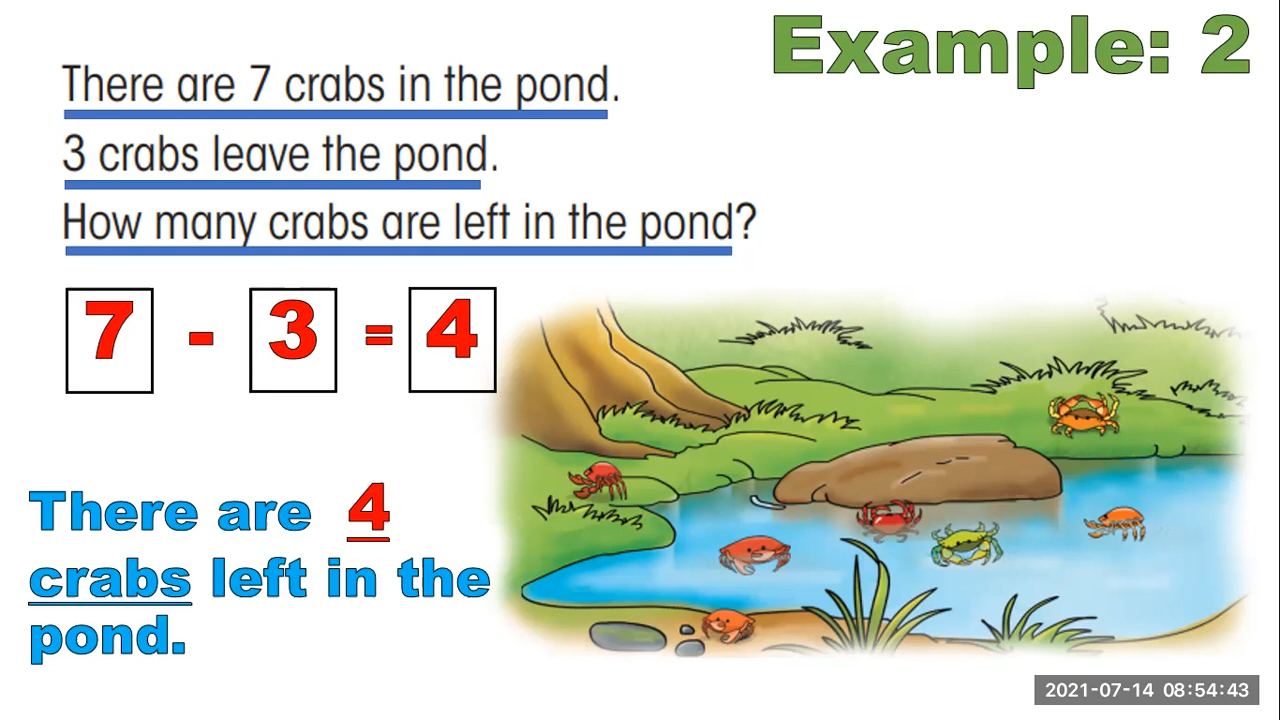 Example: 2
There are 7 crabs in the pond.
3 crabs leave the pond.
How many crabs are left in the pond?
7 - 3 = 4
There are 4
crabs left in the
pond.
2021-07-14 08:54:43